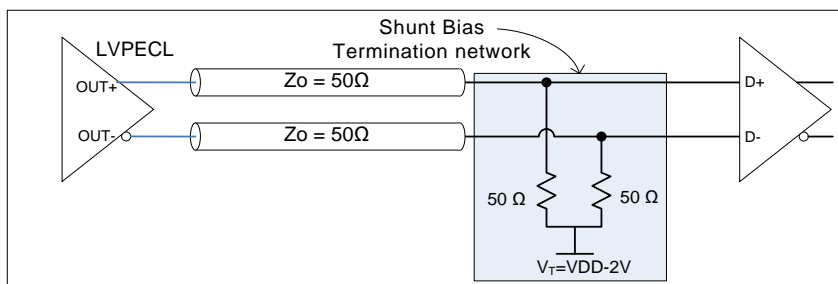 Shunt Bias
Termination network
LVPECL
OUT+
Zo = 50Ω
D+
OUT-
Zo = 50Ω
D-
50 Ω
50 Ω
VT=VDD-2V